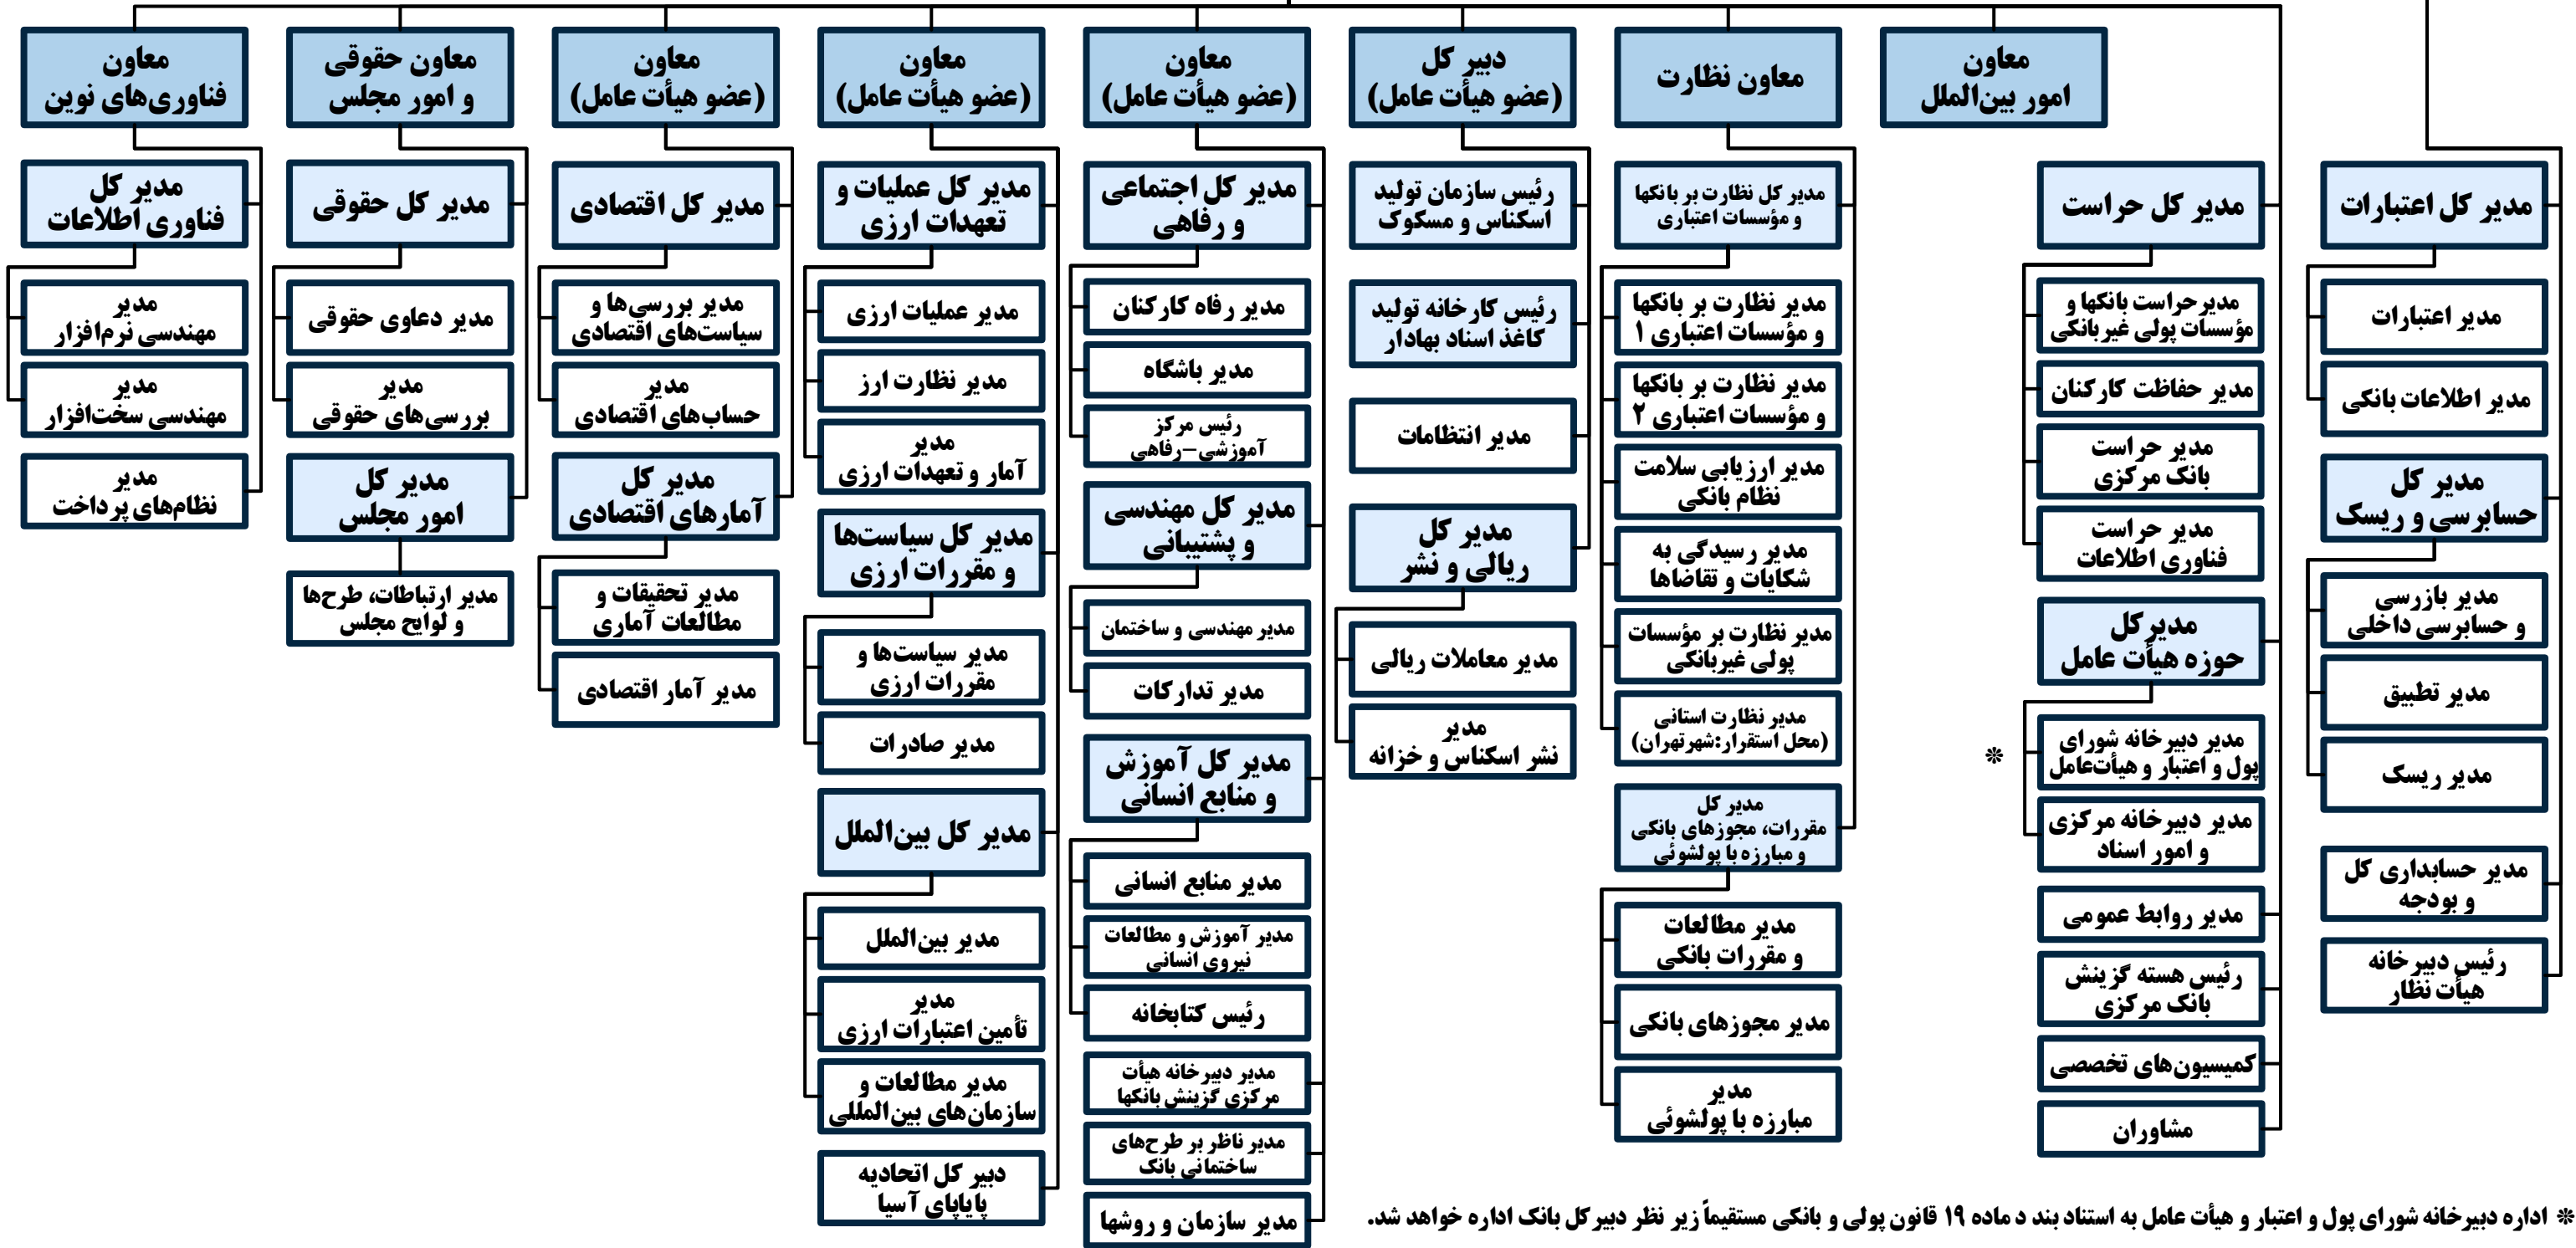 مدیر کل اعتبارات
مدیر اعتبارات
مدیر اطلاعات بانکی
مدیر کل
حسابرسی و ریسک
مدیر بازرسی
و حسابرسی داخلی
مدیر تطبیق
مدیر ریسک
مدیر حسابداری کل
و بودجه
رئیس دبیرخانه
هیأت نظار
مدیر کل حراست
مدیرحراست بانکها و
مؤسسات پولی غیربانکی
مدیر حفاظت کارکنان
مدیر حراست
بانک مرکزی
مدیر حراست
فناوری اطلاعات
مدیرکل
حوزه هیأت عامل
مدیر دبیرخانه شورای
پول و اعتبار و هیأت‌عامل
*
مدیر دبیرخانه مرکزی
و امور اسناد
مدیر روابط عمومی
رئیس هسته گزینش
بانک مرکزی
کمیسیون‌های تخصصی
مشاوران
معاون
امور بین‌الملل
معاون نظارت
مدیر کل نظارت بر بانکها
و مؤسسات اعتباری
مدیر نظارت بر بانکها
و مؤسسات اعتباری ۱
مدیر نظارت بر بانکها
و مؤسسات اعتباری ۲
مدیر ارزیابی سلامت
نظام بانکی
مدیر رسیدگی به
شکایات و تقاضاها
مدیر نظارت بر مؤسسات
پولی غیربانکی
مدیر نظارت استانی
(محل استقرار:شهرتهران)
مدیر کل
مقررات، مجوزهای بانکی
و مبارزه با پولشوئی
مدیر مطالعات
و مقررات بانکی
مدیر مجوزهای بانکی
مدیر
مبارزه با پولشوئی
دبیر کل
(عضو هیأت عامل)
رئیس سازمان تولید
اسکناس و مسکوک
رئیس کارخانه تولید
کاغذ اسناد بهادار
مدیر انتظامات
مدیر کل
ریالی و نشر
مدیر معاملات ریالی
مدیر
نشر اسکناس و خزانه
معاون
(عضو هیأت عامل)
مدیر کل اجتماعی
و رفاهی
مدیر رفاه کارکنان
مدیر باشگاه
رئیس مرکز
آموزشی-رفاهی
مدیر کل مهندسی
و پشتیبانی
مدیر مهندسی و ساختمان
مدیر تدارکات
مدیر کل آموزش
و منابع انسانی
مدیر منابع انسانی
مدیر آموزش و مطالعات
نیروی انسانی
رئیس کتابخانه
مدیر دبیرخانه هیأت
مرکزی گزینش بانکها
مدیر ناظر بر طرح‌های
ساختمانی بانک
مدیر سازمان و روشها
معاون
(عضو هیأت عامل)
مدیر کل عملیات و
تعهدات ارزی
مدیر عملیات ارزی
مدیر نظارت ارز
مدیر
آمار و تعهدات ارزی
مدیر کل سیاست‌ها
و مقررات ارزی
مدیر سیاست‌ها و
مقررات ارزی
مدیر صادرات
مدیر کل بین‌الملل
مدیر بین‌الملل
مدیر
تأمین اعتبارات ارزی
مدیر مطالعات و
سازمان‌های بین‌المللی
دبیر کل اتحادیه
پایاپای آسیا
معاون
(عضو هیأت عامل)
مدیر کل اقتصادی
مدیر بررسی‌ها و
سیاست‌های اقتصادی
مدیر
حساب‌های اقتصادی
مدیر کل
آمارهای اقتصادی
مدیر تحقیقات و
مطالعات آماری
مدیر آمار اقتصادی
معاون حقوقی
و امور مجلس
مدیر کل حقوقی
مدیر دعاوی حقوقی
مدیر
بررسی‌های حقوقی
مدیر کل
امور مجلس
مدیر ارتباطات، طرح‌ها
و لوایح مجلس
معاون
فناوری‌های نوین
مدیر کل
فناوری اطلاعات
مدیر
مهندسی نرم‌افزار
مدیر
مهندسی سخت‌افزار
مدیر
نظام‌های پرداخت
* اداره دبیرخانه شورای پول و اعتبار و هیأت عامل به استناد بند د ماده ۱۹ قانون پولی و بانکی مستقیماً زیر نظر دبیرکل بانک اداره خواهد شد.